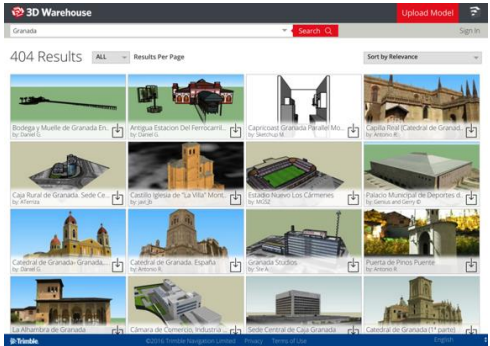 3D Warehouse
Upload Model
Granada
Search
Sign In
404 Results
ALL
Results Per Page
Sort by Relevance
Bodega y Muelle de Granada En...
by: Daniel G.
Antigua Estacion Del Ferrocarril...
by: Daniel G.
Capricoast Granada Parallel Mo...
by: Sketchup M.
Capilla Real (Catedral de Granad...
by: Antonio R.
Caja Rural de Granada. Sede Ce...
by: ATernza
Castillo Iglesia de "La Villa" Mont...
Estadio Nuevo Los Cármenes
by: MGSZ
Palacio Municipal de Deportes d...
by: Garrius and Gerry ©
Catedral de Granada- Granada,...
by: Daniel G.
Catedral de Granada. España
by: Antonio R.
Granada Studios
by: Ste A.
Puerta de Pinos Puente
by: Antonio R.
La Alhambra de Granada
Cámara de Comercio, Industria ...
Sede Central de Caja Granada
Catedral de Granada (1ª parte)
Trimble
©2016 Trimble Navigation Limited
Privacy
Terms of Use
English